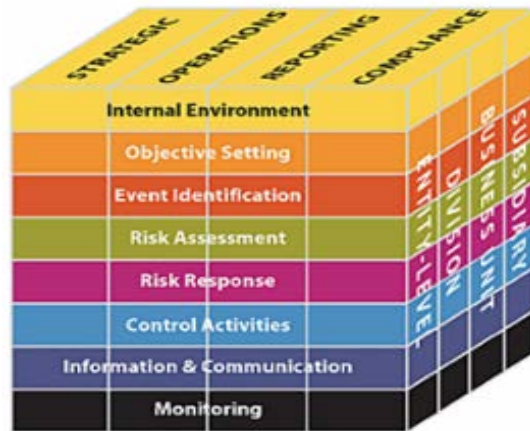 STRATEGIC
OPERATIONS
REPORTING
COMPLIANCE
Internal Environment
Objective Setting
Event Identification
Risk Assessment
Risk Response
Control Activities
Information & Communication
Monitoring
ENTITY-LEVEL
DIVISION
BUSINESS UNIT
SUBSIDIARY